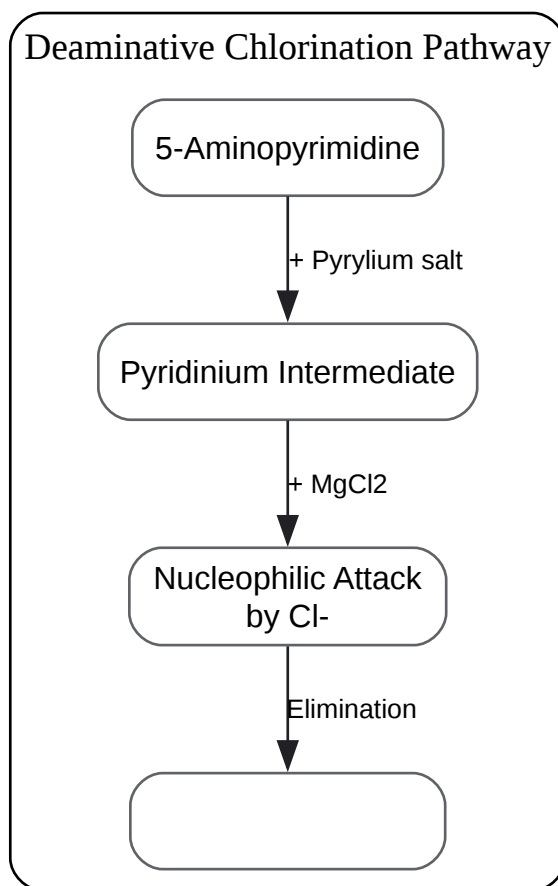 Deaminative Chlorination Pathway
5-Aminopyrimidine
+ Pyrylium salt
Pyridinium Intermediate
+ MgCl2
Nucleophilic Attack
by Cl-
Elimination